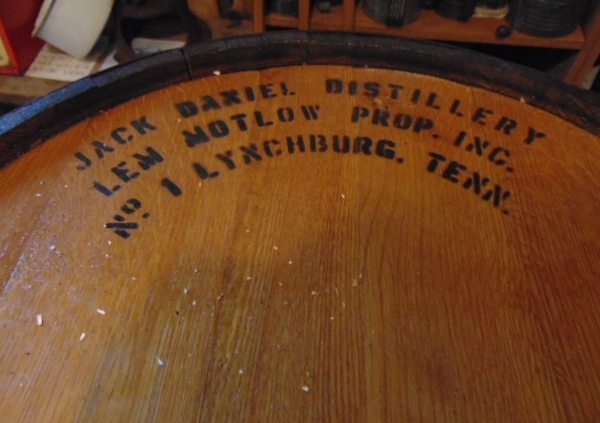 JACK DANIEL DISTILLERY
LEM MOTLOW PROP. INC.
No. 1 LYNCHBURG. TENN.